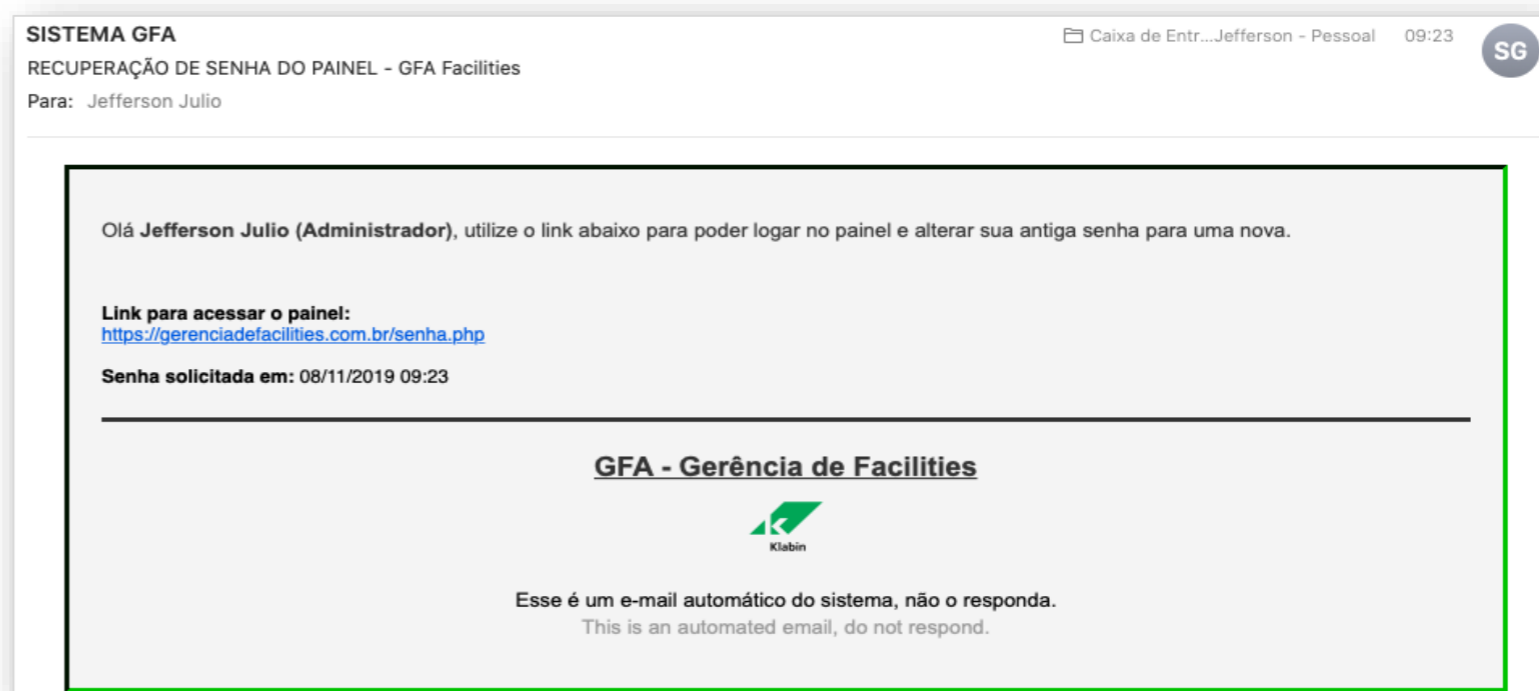 SISTEMA GFA
Caixa de Entr...Jefferson - Pessoal 09:23
SG
RECUPERAÇÃO DE SENHA DO PAINEL - GFA Facilities
Para: Jefferson Julio
Olá Jefferson Julio (Administrador), utilize o link abaixo para poder logar no painel e alterar sua antiga senha para uma nova.
Link para acessar o painel:
https://gerenciadefacilities.com.br/senha.php
Senha solicitada em: 08/11/2019 09:23
GFA - Gerência de Facilities
Klabin
Esse é um e-mail automático do sistema, não o responda.
This is an automated email, do not respond.